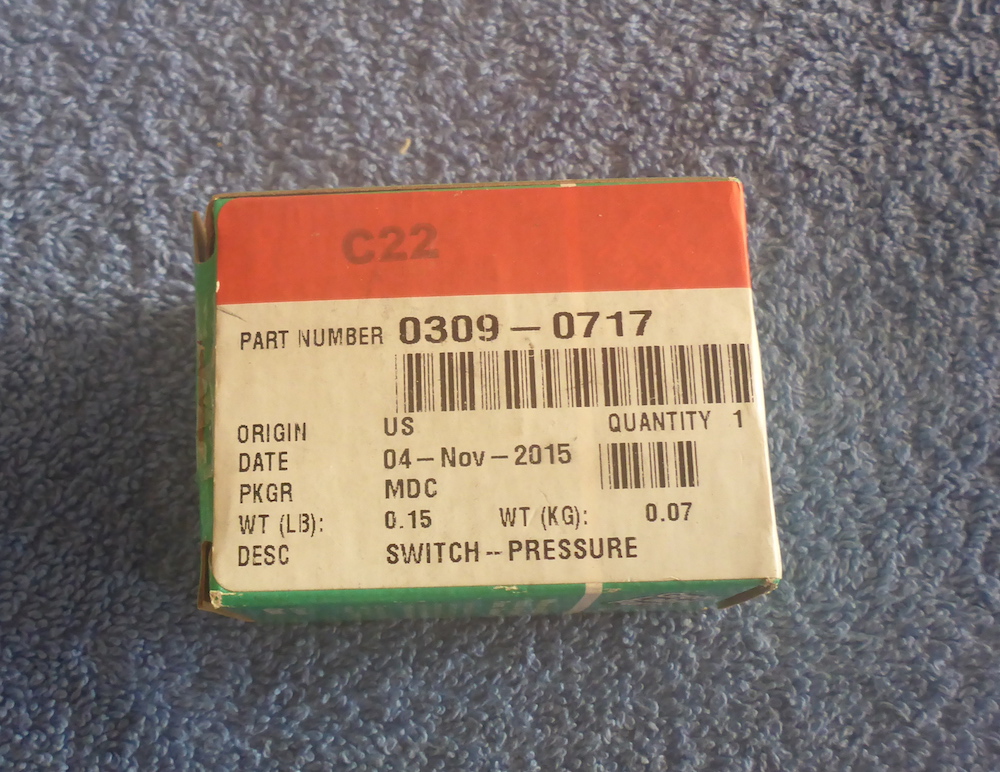 C22
PART NUMBER 0309-0717
ORIGIN US QUANTITY 1
DATE 04-Nov-2015
PKGR MDC
WT (LB): 0.15 WT (KG): 0.07
DESC SWITCH--PRESSURE